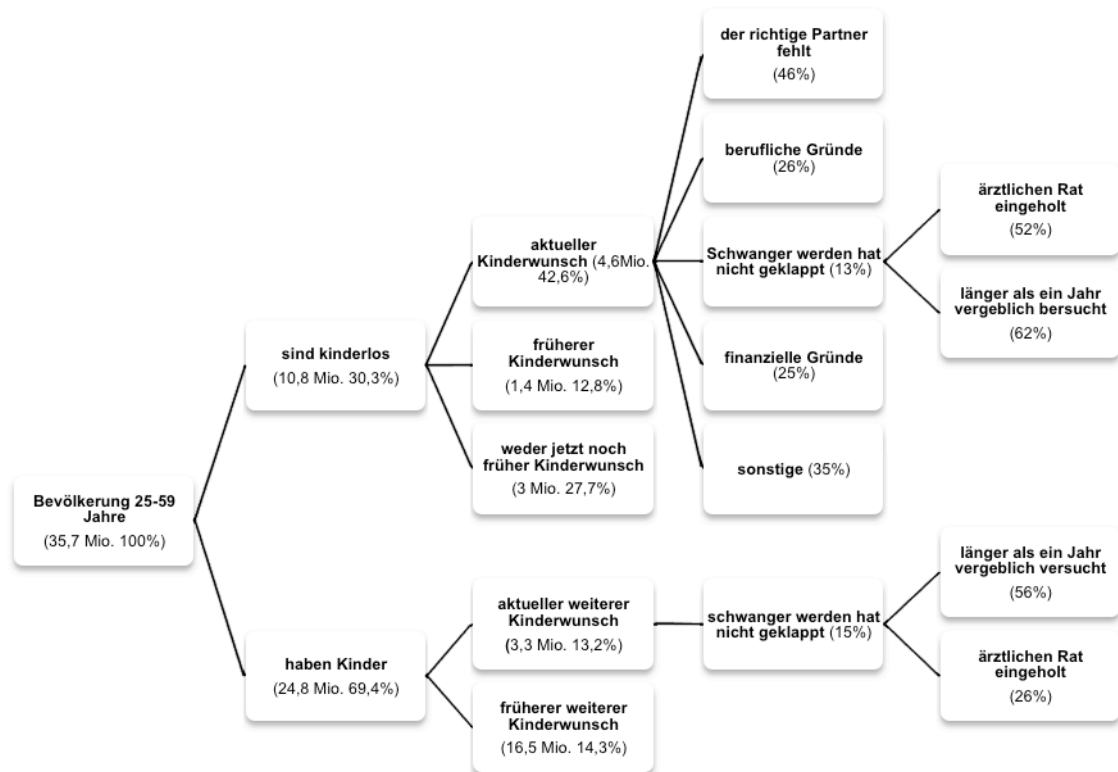 der richtige Partner
fehlt
(46%)
berufliche Gründe
(26%)
ärztlichen Rat
eingeholt
(52%)
aktueller
Kinderwunsch (4,6Mio.
42,6%)
Schwanger werden hat
nicht geklappt (13%)
länger als ein Jahr
vergeblich bersucht
(62%)
sind kinderlos
(10,8 Mio. 30,3%)
früherer
Kinderwunsch
(1,4 Mio. 12,8%)
finanzielle Gründe
(25%)
weder jetzt noch
früher Kinderwunsch
(3 Mio. 27,7%)
sonstige (35%)
Bevölkerung 25-59
Jahre
(35,7 Mio. 100%)
länger als ein Jahr
vergeblich versucht
(56%)
aktueller weiterer
Kinderwunsch
(3,3 Mio. 13,2%)
schwanger werden hat
nicht geklappt (15%)
haben Kinder
(24,8 Mio. 69,4%)
ärztlichen Rat
eingeholt
(26%)
früherer weiterer
Kinderwunsch
(16,5 Mio. 14,3%)